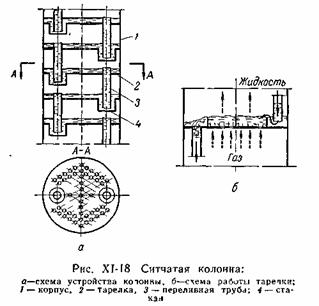 1
A
A
2
3
4
A-A
Жидкость
Газ
а
б
Рис. XI-18 Ситчатая колонна:
а—схема устройства колонны, б—схема работы тарелки;
1 — корпус, 2 — Тарелка, 3 — переливная труба; 4 — ста-
кан